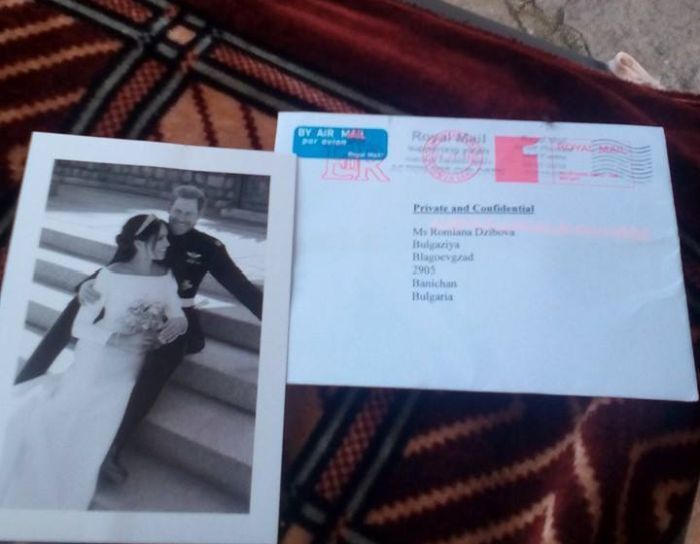 BY AIR MAIL
par avion
Royal Mail
Royal Mail
ROYAL MAIL
Private and Confidential
Ms Romiana Dzibova
Bulgaziya
Blagoevgzad
2905
Banichan
Bulgaria